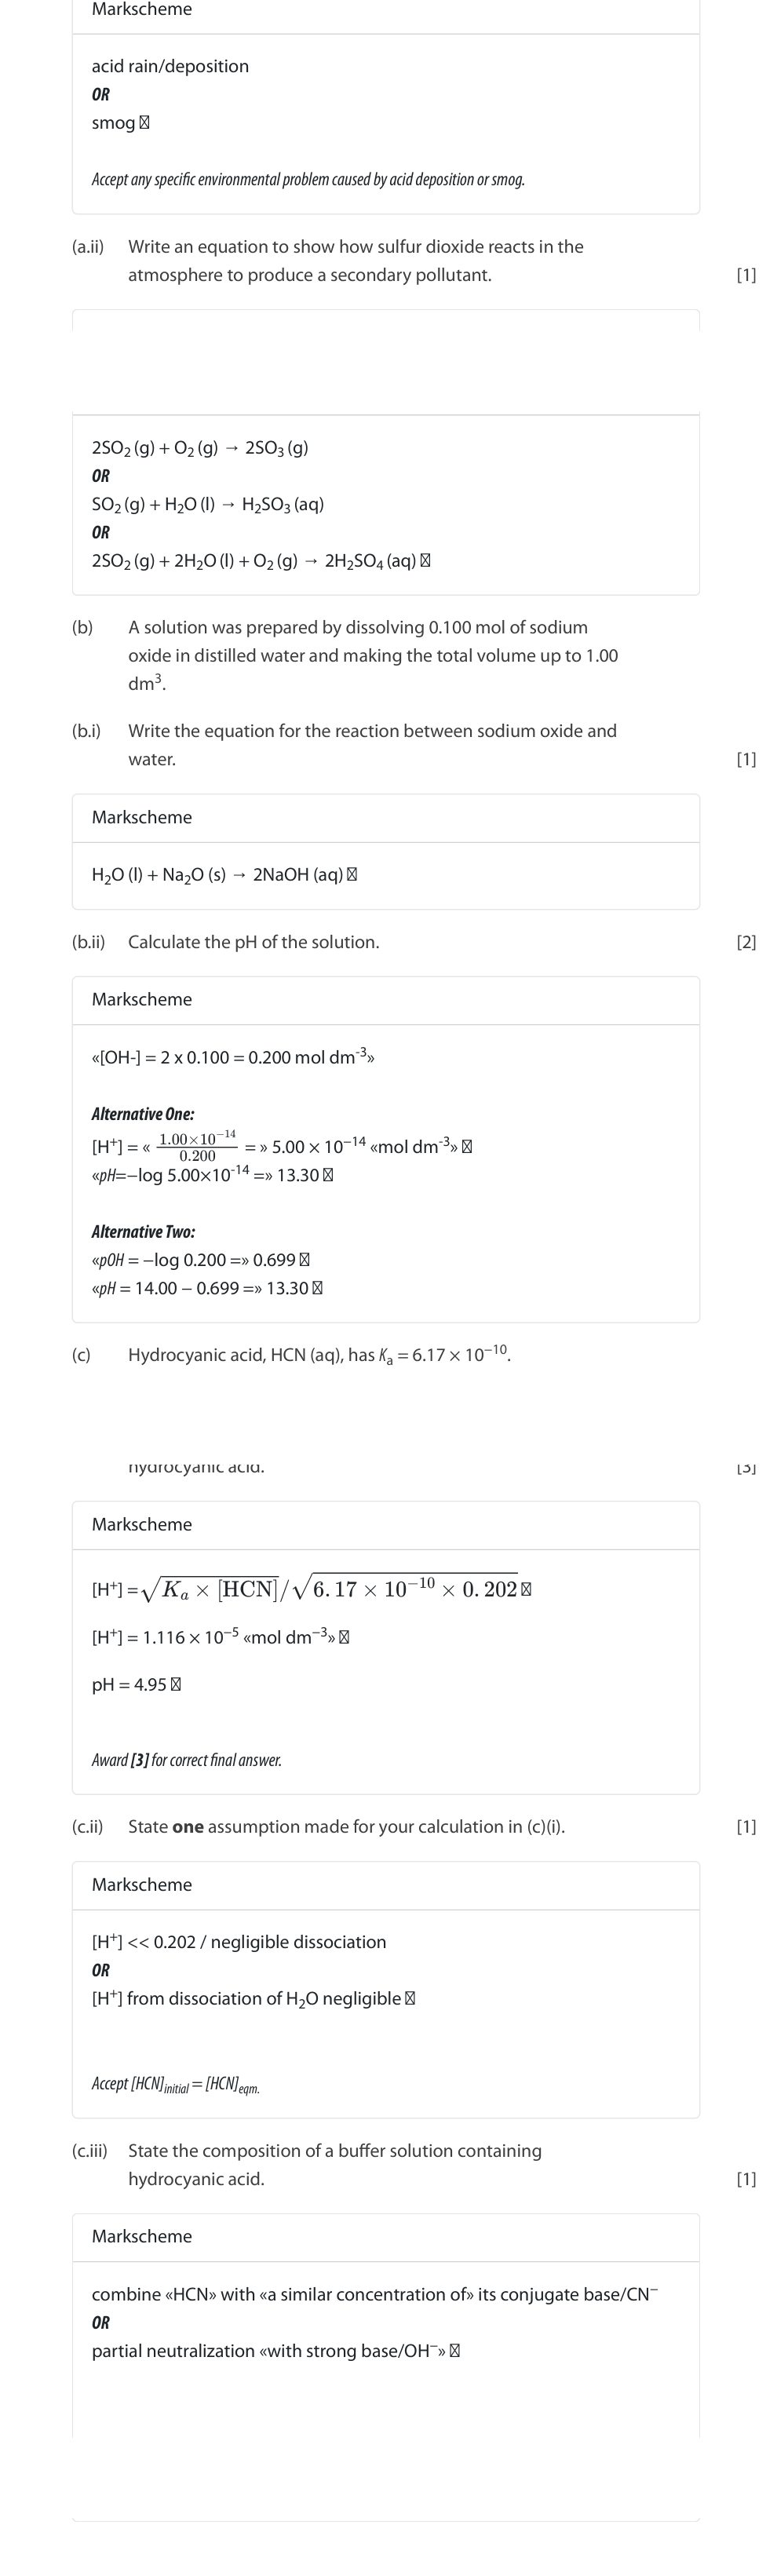 Markscheme
acid rain/deposition
OR
smog 
Accept any specific environmental problem caused by acid deposition or smog.
(a.ii) Write an equation to show how sulfur dioxide reacts in the
atmosphere to produce a secondary pollutant. [1]
2SO₂ (g) + O₂ (g) → 2SO₃ (g)
OR
SO₂ (g) + H₂O (l) → H₂SO₃ (aq)
OR
2SO₂ (g) + 2H₂O (l) + O₂ (g) → 2H₂SO₄ (aq) 
(b) A solution was prepared by dissolving 0.100 mol of sodium
oxide in distilled water and making the total volume up to 1.00
dm³.
(b.i) Write the equation for the reaction between sodium oxide and
water. [1]
Markscheme
H₂O (l) + Na₂O (s) → 2NaOH (aq) 
(b.ii) Calculate the pH of the solution. [2]
Markscheme
«[OH-] = 2 x 0.100 = 0.200 mol dm⁻³»
Alternative One:
[H⁺] = « 1.00×10⁻¹⁴/0.200 = » 5.00 × 10⁻¹⁴ «mol dm⁻³» 
«pH=−log 5.00×10⁻¹⁴ =» 13.30 
Alternative Two:
«pOH = −log 0.200 =» 0.699 
«pH = 14.00 − 0.699 =» 13.30 
(c) Hydrocyanic acid, HCN (aq), has Kₐ = 6.17 × 10⁻¹⁰.
hydrocyanic acid. [3]
Markscheme
[H⁺] = √(Kₐ × [HCN])/√(6.17 × 10⁻¹⁰ × 0.202) 
[H⁺] = 1.116 × 10⁻⁵ «mol dm⁻³» 
pH = 4.95 
Award [3] for correct final answer.
(c.ii) State one assumption made for your calculation in (c)(i). [1]
Markscheme
[H⁺] << 0.202 / negligible dissociation
OR
[H⁺] from dissociation of H₂O negligible 
Accept [HCN]initial = [HCN]eqm.
(c.iii) State the composition of a buffer solution containing
hydrocyanic acid. [1]
Markscheme
combine «HCN» with «a similar concentration of» its conjugate base/CN⁻
OR
partial neutralization «with strong base/OH⁻»